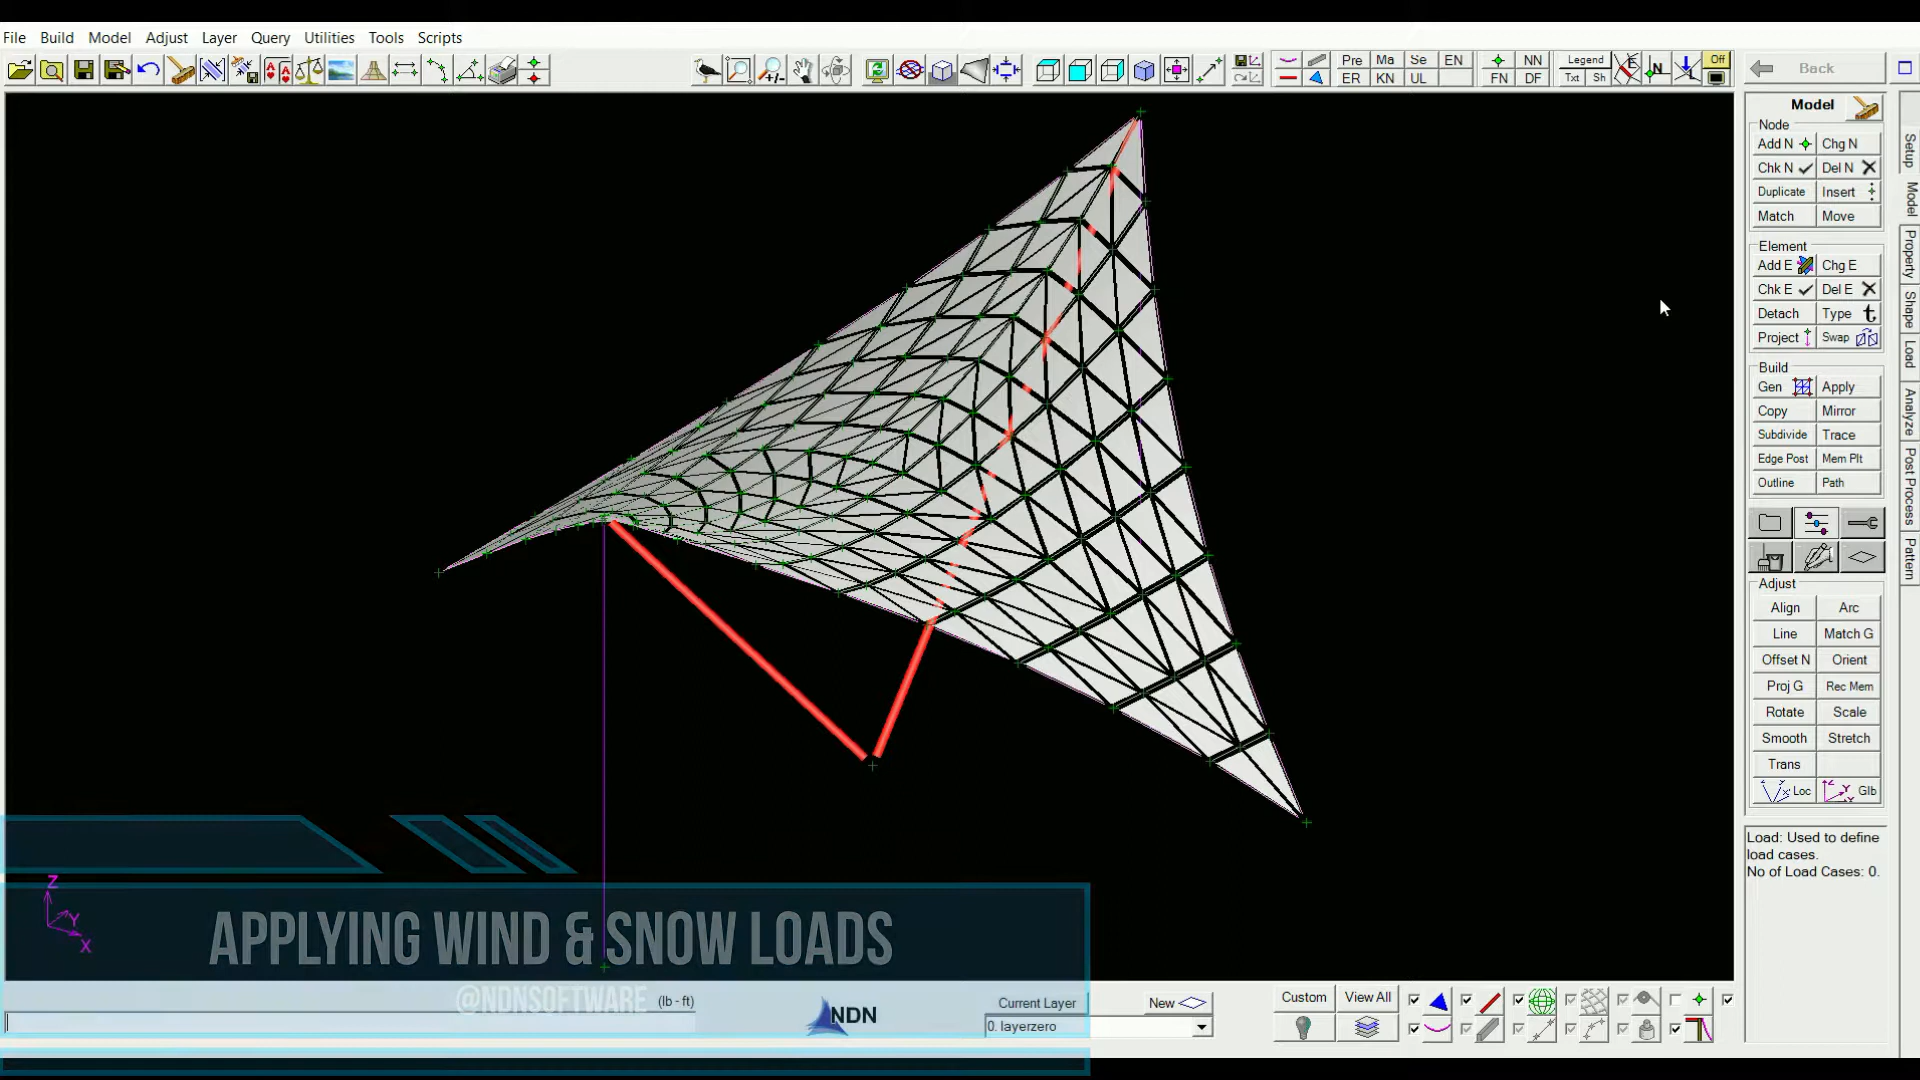 File Build Model Adjust Layer Query Utilities Tools Scripts
Pre Ma Se EN NN Legend Off
ER KN UL FN DF Txt Sh N
Back
Model
Node
Add N Chg N
Chk N Del N
Duplicate Insert
Match Move
Element
Add E Chg E
Chk E Del E
Detach Type
Project Swap
Build
Gen Apply
Copy Mirror
Subdivide Trace
Edge Post Mem Plt
Outline Path
Adjust
Align Arc
Line Match G
Offset N Orient
Proj G Rec Mem
Rotate Scale
Smooth Stretch
Trans
Loc Glb
Load: Used to define
load cases.
No of Load Cases: 0.
Setup
Model
Property
Shape
Load
Analyze
Post Process
Pattern
Z
Y
X
APPLYING WIND & SNOW LOADS
@NDNSOFTWARE
(lb - ft)
NDN
Current Layer New
0. layerzero
Custom View All